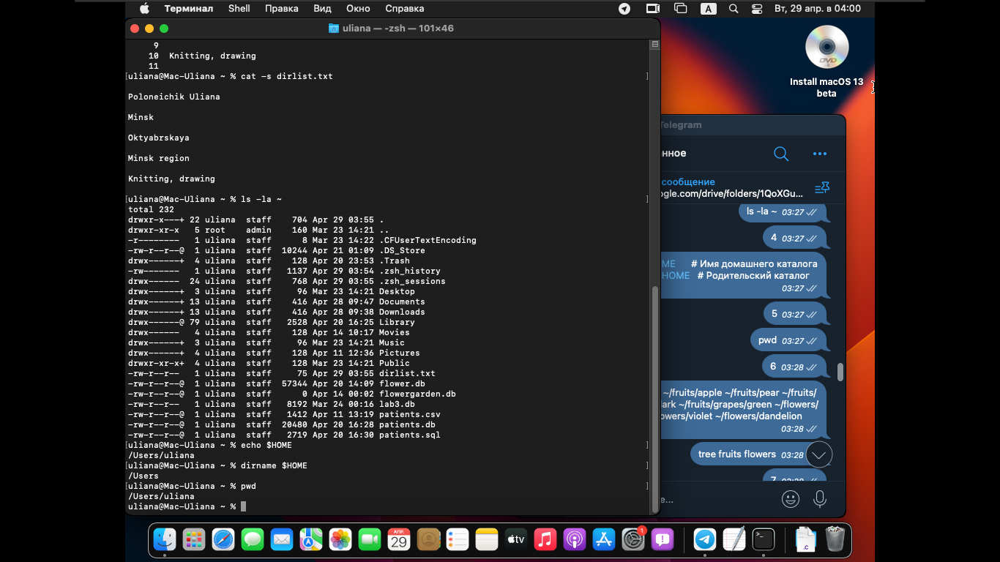 Терминал Shell Правка Вид Окно Справка A Вт, 29 апр. в 04:00
uliana — -zsh — 101×46
9
10 Knitting, drawing
11
[uliana@Mac-Uliana ~ % cat -s dirlist.txt ]
Poloneichik Uliana
Minsk
Oktyabrskaya
Minsk region
Knitting, drawing
[uliana@Mac-Uliana ~ % ls -la ~ ]
total 232
drwxr-x---+ 22 uliana staff 704 Apr 29 03:55 .
drwxr-xr-x 5 root admin 160 Mar 23 14:21 ..
-r-------- 1 uliana staff 8 Mar 23 14:22 .CFUserTextEncoding
-rw-r--r--@ 1 uliana staff 10244 Apr 21 01:09 .DS_Store
drwx------+ 4 uliana staff 128 Apr 20 23:53 .Trash
-rw------- 1 uliana staff 1137 Apr 29 03:54 .zsh_history
drwx------ 24 uliana staff 768 Apr 29 03:55 .zsh_sessions
drwx------+ 3 uliana staff 96 Mar 23 14:21 Desktop
drwx------+ 13 uliana staff 416 Apr 28 09:47 Documents
drwx------+ 13 uliana staff 416 Apr 28 09:38 Downloads
drwx------@ 79 uliana staff 2528 Apr 20 16:25 Library
drwx------ 4 uliana staff 128 Apr 14 10:17 Movies
drwx------+ 3 uliana staff 96 Mar 23 14:21 Music
drwx------+ 4 uliana staff 128 Apr 11 12:36 Pictures
drwxr-xr-x+ 4 uliana staff 128 Mar 23 14:21 Public
-rw-r--r-- 1 uliana staff 75 Apr 29 03:55 dirlist.txt
-rw-r--r--@ 1 uliana staff 57344 Apr 20 14:09 flower.db
-rw-r--r--@ 1 uliana staff 0 Apr 14 00:02 flowergarden.db
-rw-r--r-- 1 uliana staff 8192 Mar 24 00:16 lab3.db
-rw-r--r--@ 1 uliana staff 1412 Apr 11 13:19 patients.csv
-rw-r--r--@ 1 uliana staff 20480 Apr 20 16:28 patients.db
-rw-r--r--@ 1 uliana staff 2719 Apr 20 16:30 patients.sql
[uliana@Mac-Uliana ~ % echo $HOME ]
/Users/uliana
[uliana@Mac-Uliana ~ % dirname $HOME ]
/Users
[uliana@Mac-Uliana ~ % pwd ]
/Users/uliana
uliana@Mac-Uliana ~ %
DVD
Install macOS 13
beta
Telegram
нное
сообщение
ogle.com/drive/folders/1QoXGu...
ls -la ~ 03:27
4 03:27
ME # Имя домашнего каталога
HOME # Родительский каталог
03:27
5 03:27
pwd 03:27
6 03:28
~/fruits/apple ~/fruits/pear ~/fruits/
ark ~/fruits/grapes/green ~/flowers/
owers/violet ~/flowers/dandelion
03:28
tree fruits flowers 03:28
7 03:28
е...
АПР.
29
tv
1
>_
.c